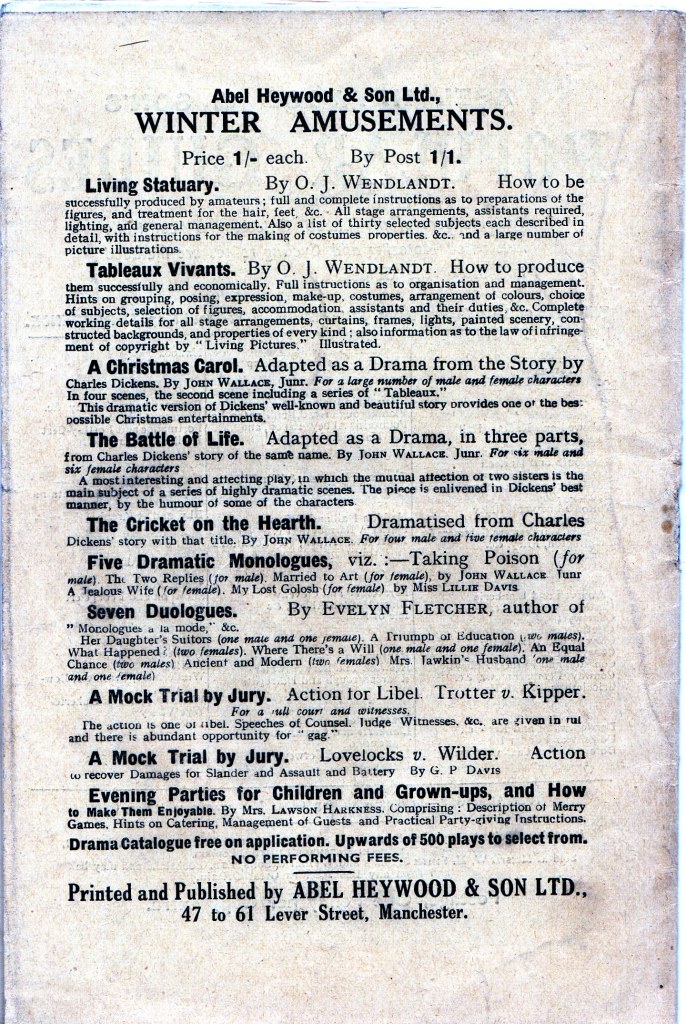 Abel Heywood & Son Ltd.,
WINTER AMUSEMENTS.
Price 1/- each. By Post 1/1.
Living Statuary. By O. J. WENDLANDT. How to be
successfully produced by amateurs; full and complete instructions as to preparations of the
figures, and treatment for the hair, feet, &c. All stage arrangements, assistants required,
lighting, and general management. Also a list of thirty selected subjects each described in
detail, with instructions for the making of costumes properties. &c. and a large number of
picture illustrations.
Tableaux Vivants. By O. J. WENDLANDT. How to produce
them successfully and economically. Full instructions as to organisation and management.
Hints on grouping, posing, expression, make-up, costumes, arrangement of colours, choice
of subjects, selection of figures, accommodation, assistants and their duties, &c. Complete
working details for all stage arrangements, curtains, frames, lights, painted scenery, con-
structed backgrounds, and properties of every kind; also information as to the law of infringe-
ment of copyright by "Living Pictures." Illustrated.
A Christmas Carol. Adapted as a Drama from the Story by
Charles Dickens. By JOHN WALLACE, Junr. For a large number of male and female characters
In four scenes, the second scene including a series of "Tableaux."
This dramatic version of Dickens' well-known and beautiful story provides one of the best
possible Christmas entertainments.
The Battle of Life. Adapted as a Drama, in three parts,
from Charles Dickens' story of the same name. By JOHN WALLACE, Junr. For six male and
six female characters
A most interesting and affecting play, in which the mutual affection of two sisters is the
main subject of a series of highly dramatic scenes. The piece is enlivened in Dickens' best
manner, by the humour of some of the characters
The Cricket on the Hearth. Dramatised from Charles
Dickens' story with that title. By JOHN WALLACE. For four male and five female characters
Five Dramatic Monologues, viz. :—Taking Poison (for
male). The Two Replies (for male). Married to Art (for female), by JOHN WALLACE Junr
A Jealous Wife (for female). My Lost Golosh (for female). by Miss LILLIE DAVIS
Seven Duologues. By EVELYN FLETCHER, author of
"Monologues a la mode," &c.
Her Daughter's Suitors (one male and one female). A Triumph of Education (two males).
What Happened? (two females). Where There's a Will (one male and one female). An Equal
Chance (two males) Ancient and Modern (two females) Mrs. Jawkin's Husband (one male
and one female)
A Mock Trial by Jury. Action for Libel. Trotter v. Kipper.
For a full court and witnesses.
The action is one of libel. Speeches of Counsel, Judge Witnesses, &c. are given in full
and there is abundant opportunity for "gag."
A Mock Trial by Jury. Lovelocks v. Wilder. Action
to recover Damages for Slander and Assault and Battery By G. P DAVIS
Evening Parties for Children and Grown-ups, and How
to Make Them Enjoyable. By Mrs. LAWSON HARKNESS. Comprising: Description of Merry
Games, Hints on Catering, Management of Guests and Practical Party-giving Instructions.
Drama Catalogue free on application. Upwards of 500 plays to select from.
NO PERFORMING FEES.
Printed and Published by ABEL HEYWOOD & SON LTD.,
47 to 61 Lever Street, Manchester.